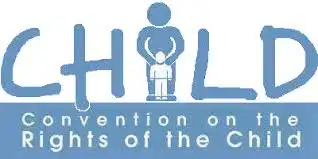 CHILD
Convention on the
Rights of the Child